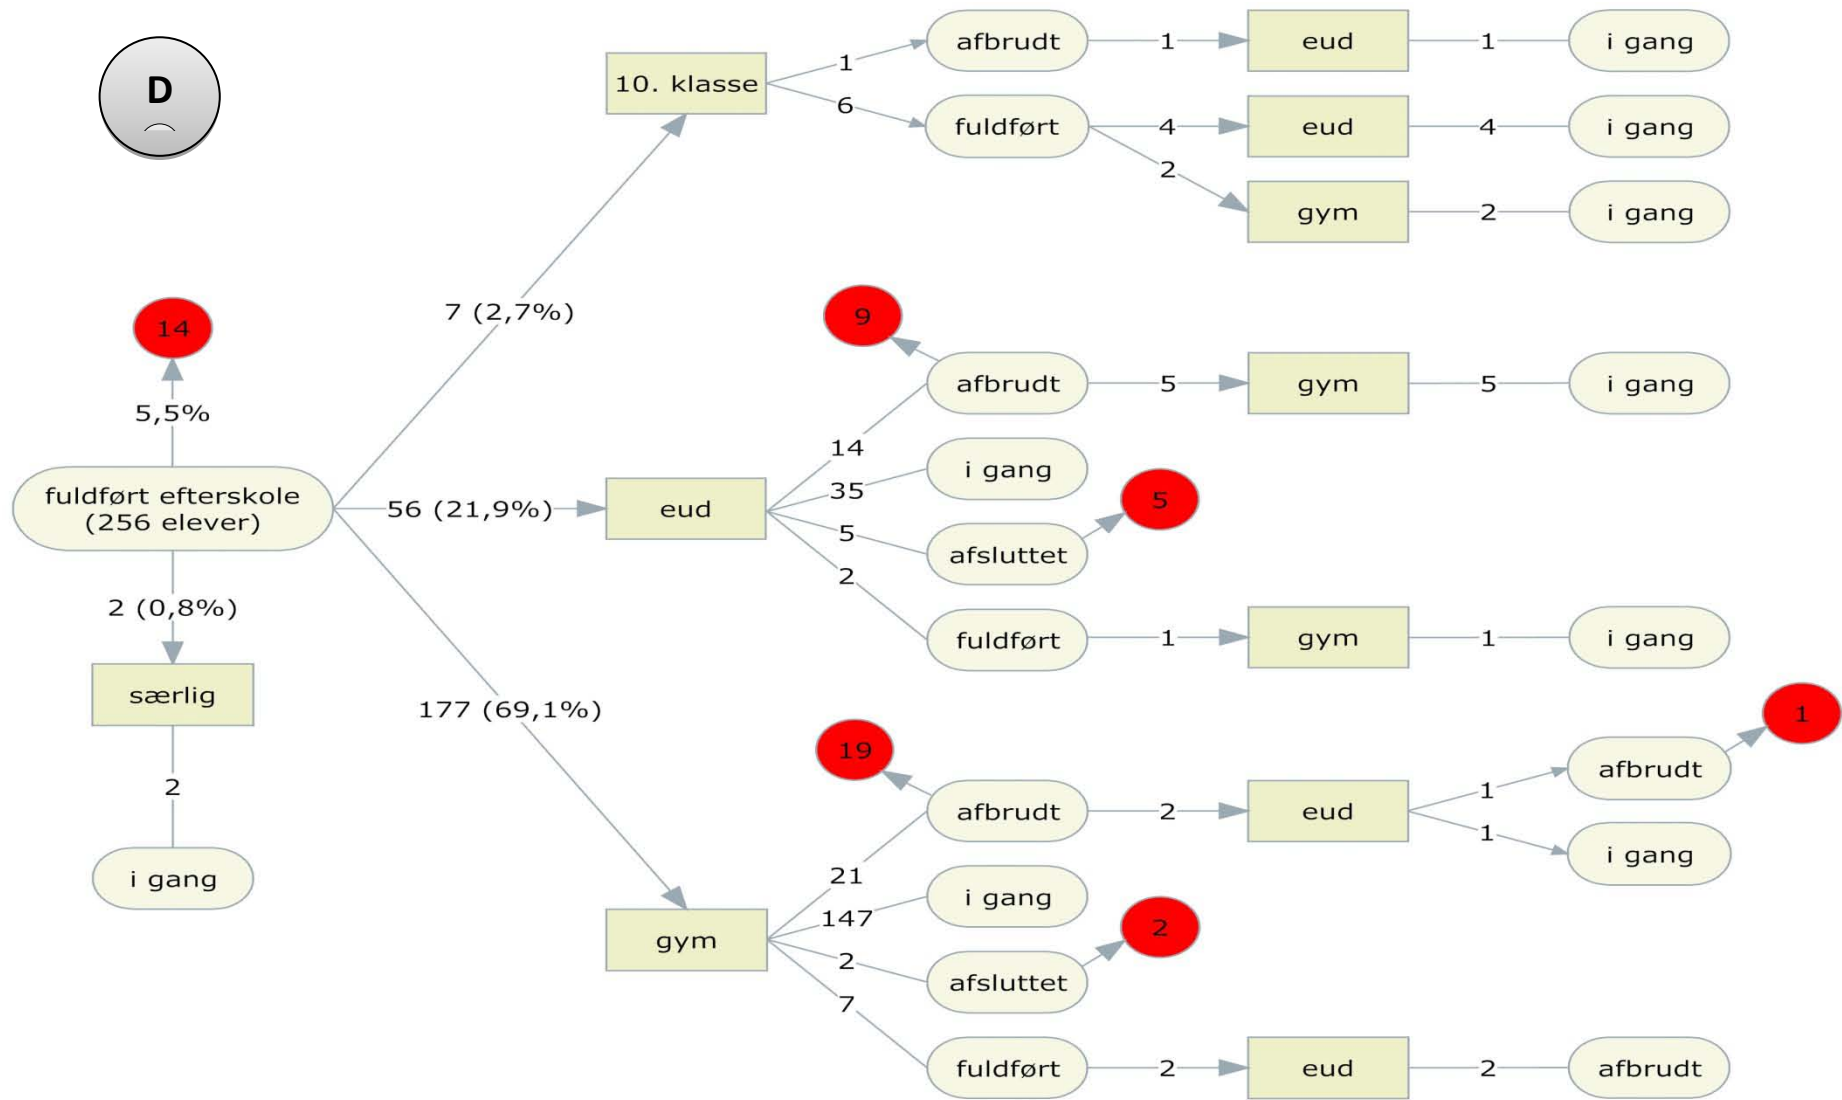 D
10. klasse
1
6
afbrudt
1
eud
1
i gang
fuldført
4
eud
4
i gang
2
gym
2
i gang
14
5,5%
fuldført efterskole
(256 elever)
2 (0,8%)
særlig
2
i gang
7 (2,7%)
56 (21,9%)
177 (69,1%)
eud
14
35
5
2
9
afbrudt
5
gym
5
i gang
i gang
afsluttet
5
fuldført
1
gym
1
i gang
gym
21
147
2
7
19
afbrudt
2
eud
1
1
afbrudt
1
i gang
i gang
afsluttet
2
fuldført
2
eud
2
afbrudt